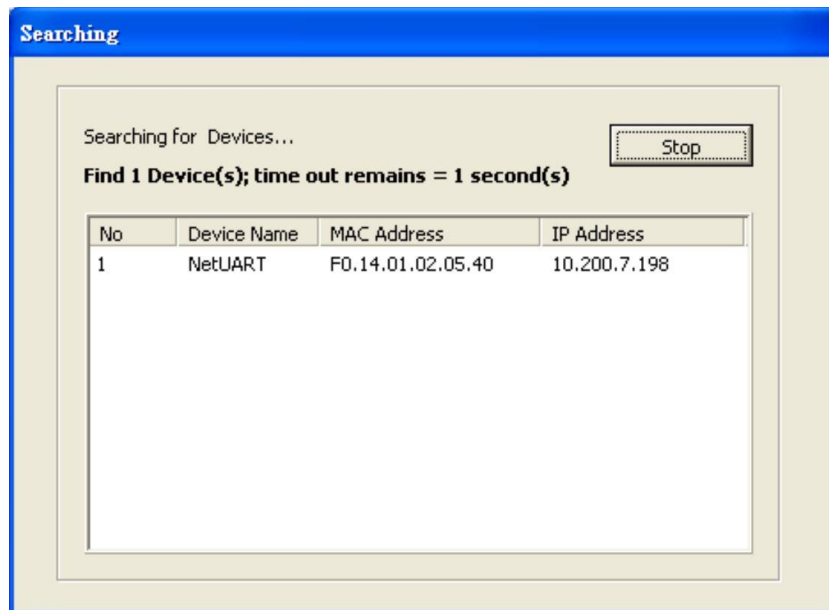 Searching
Searching for Devices...
Stop
Find 1 Device(s); time out remains = 1 second(s)
No Device Name MAC Address IP Address
1 NetUART F0.14.01.02.05.40 10.200.7.198